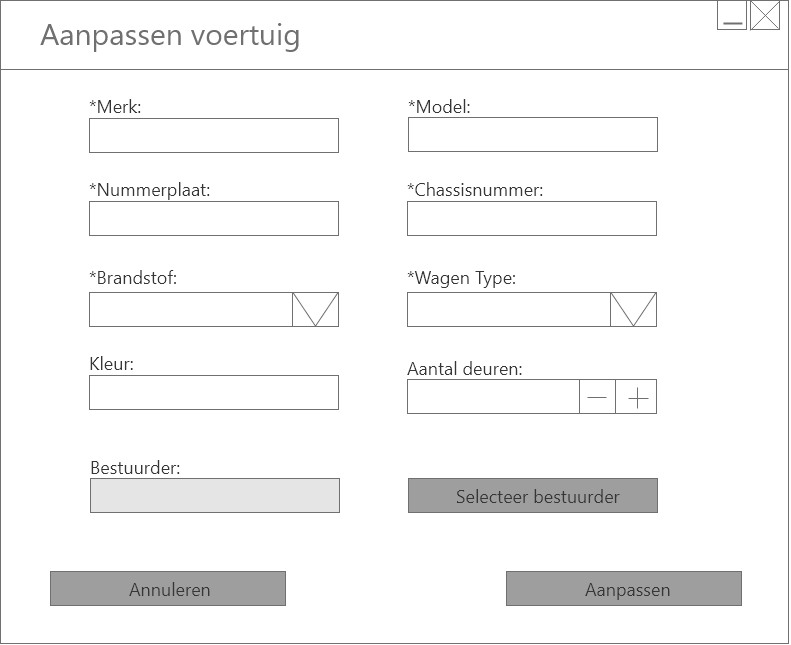 Aanpassen voertuig
*Merk:
*Model:
*Nummerplaat:
*Chassisnummer:
*Brandstof:
*Wagen Type:
Kleur:
Aantal deuren:
Bestuurder:
Selecteer bestuurder
Annuleren
Aanpassen